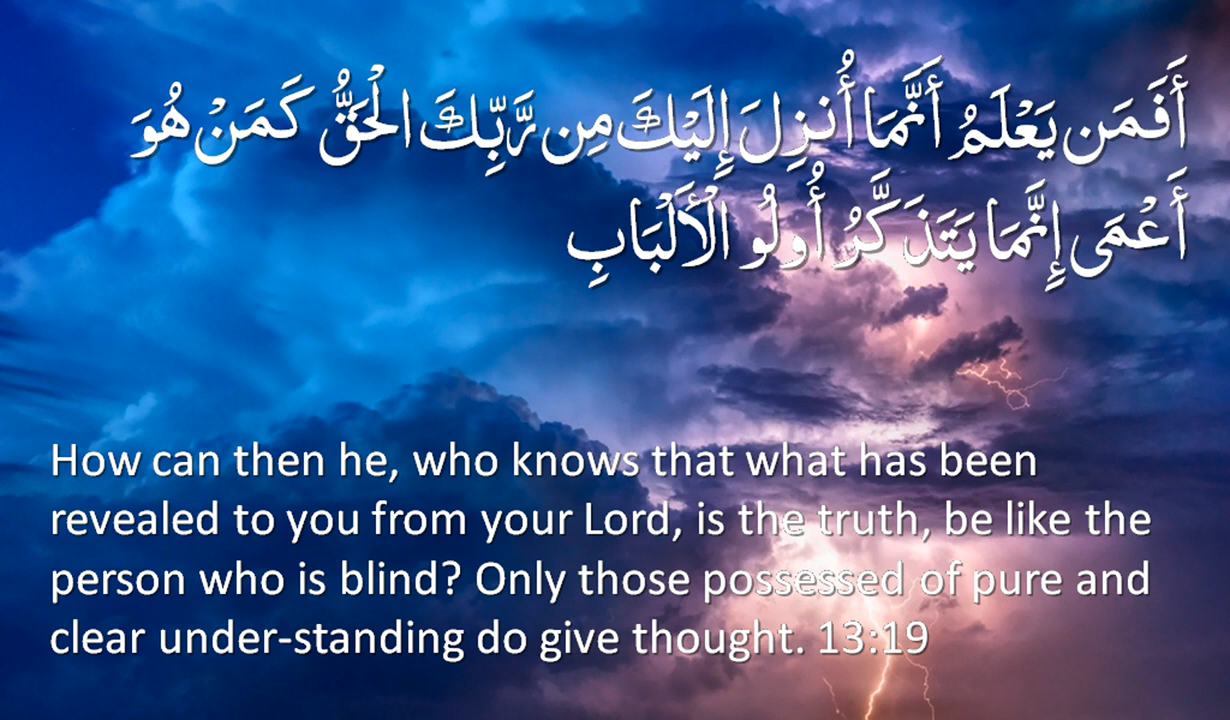 أَفَمَن يَعْلَمُ أَنَّمَا أُنزِلَ إِلَيْكَ مِن رَّبِّكَ الْحَقُّ كَمَنْ هُوَ
أَعْمَى إِنَّمَا يَتَذَكَّرُ أُولُو الْأَلْبَابِ
How can then he, who knows that what has been
revealed to you from your Lord, is the truth, be like the
person who is blind? Only those possessed of pure and
clear under-standing do give thought. 13:19